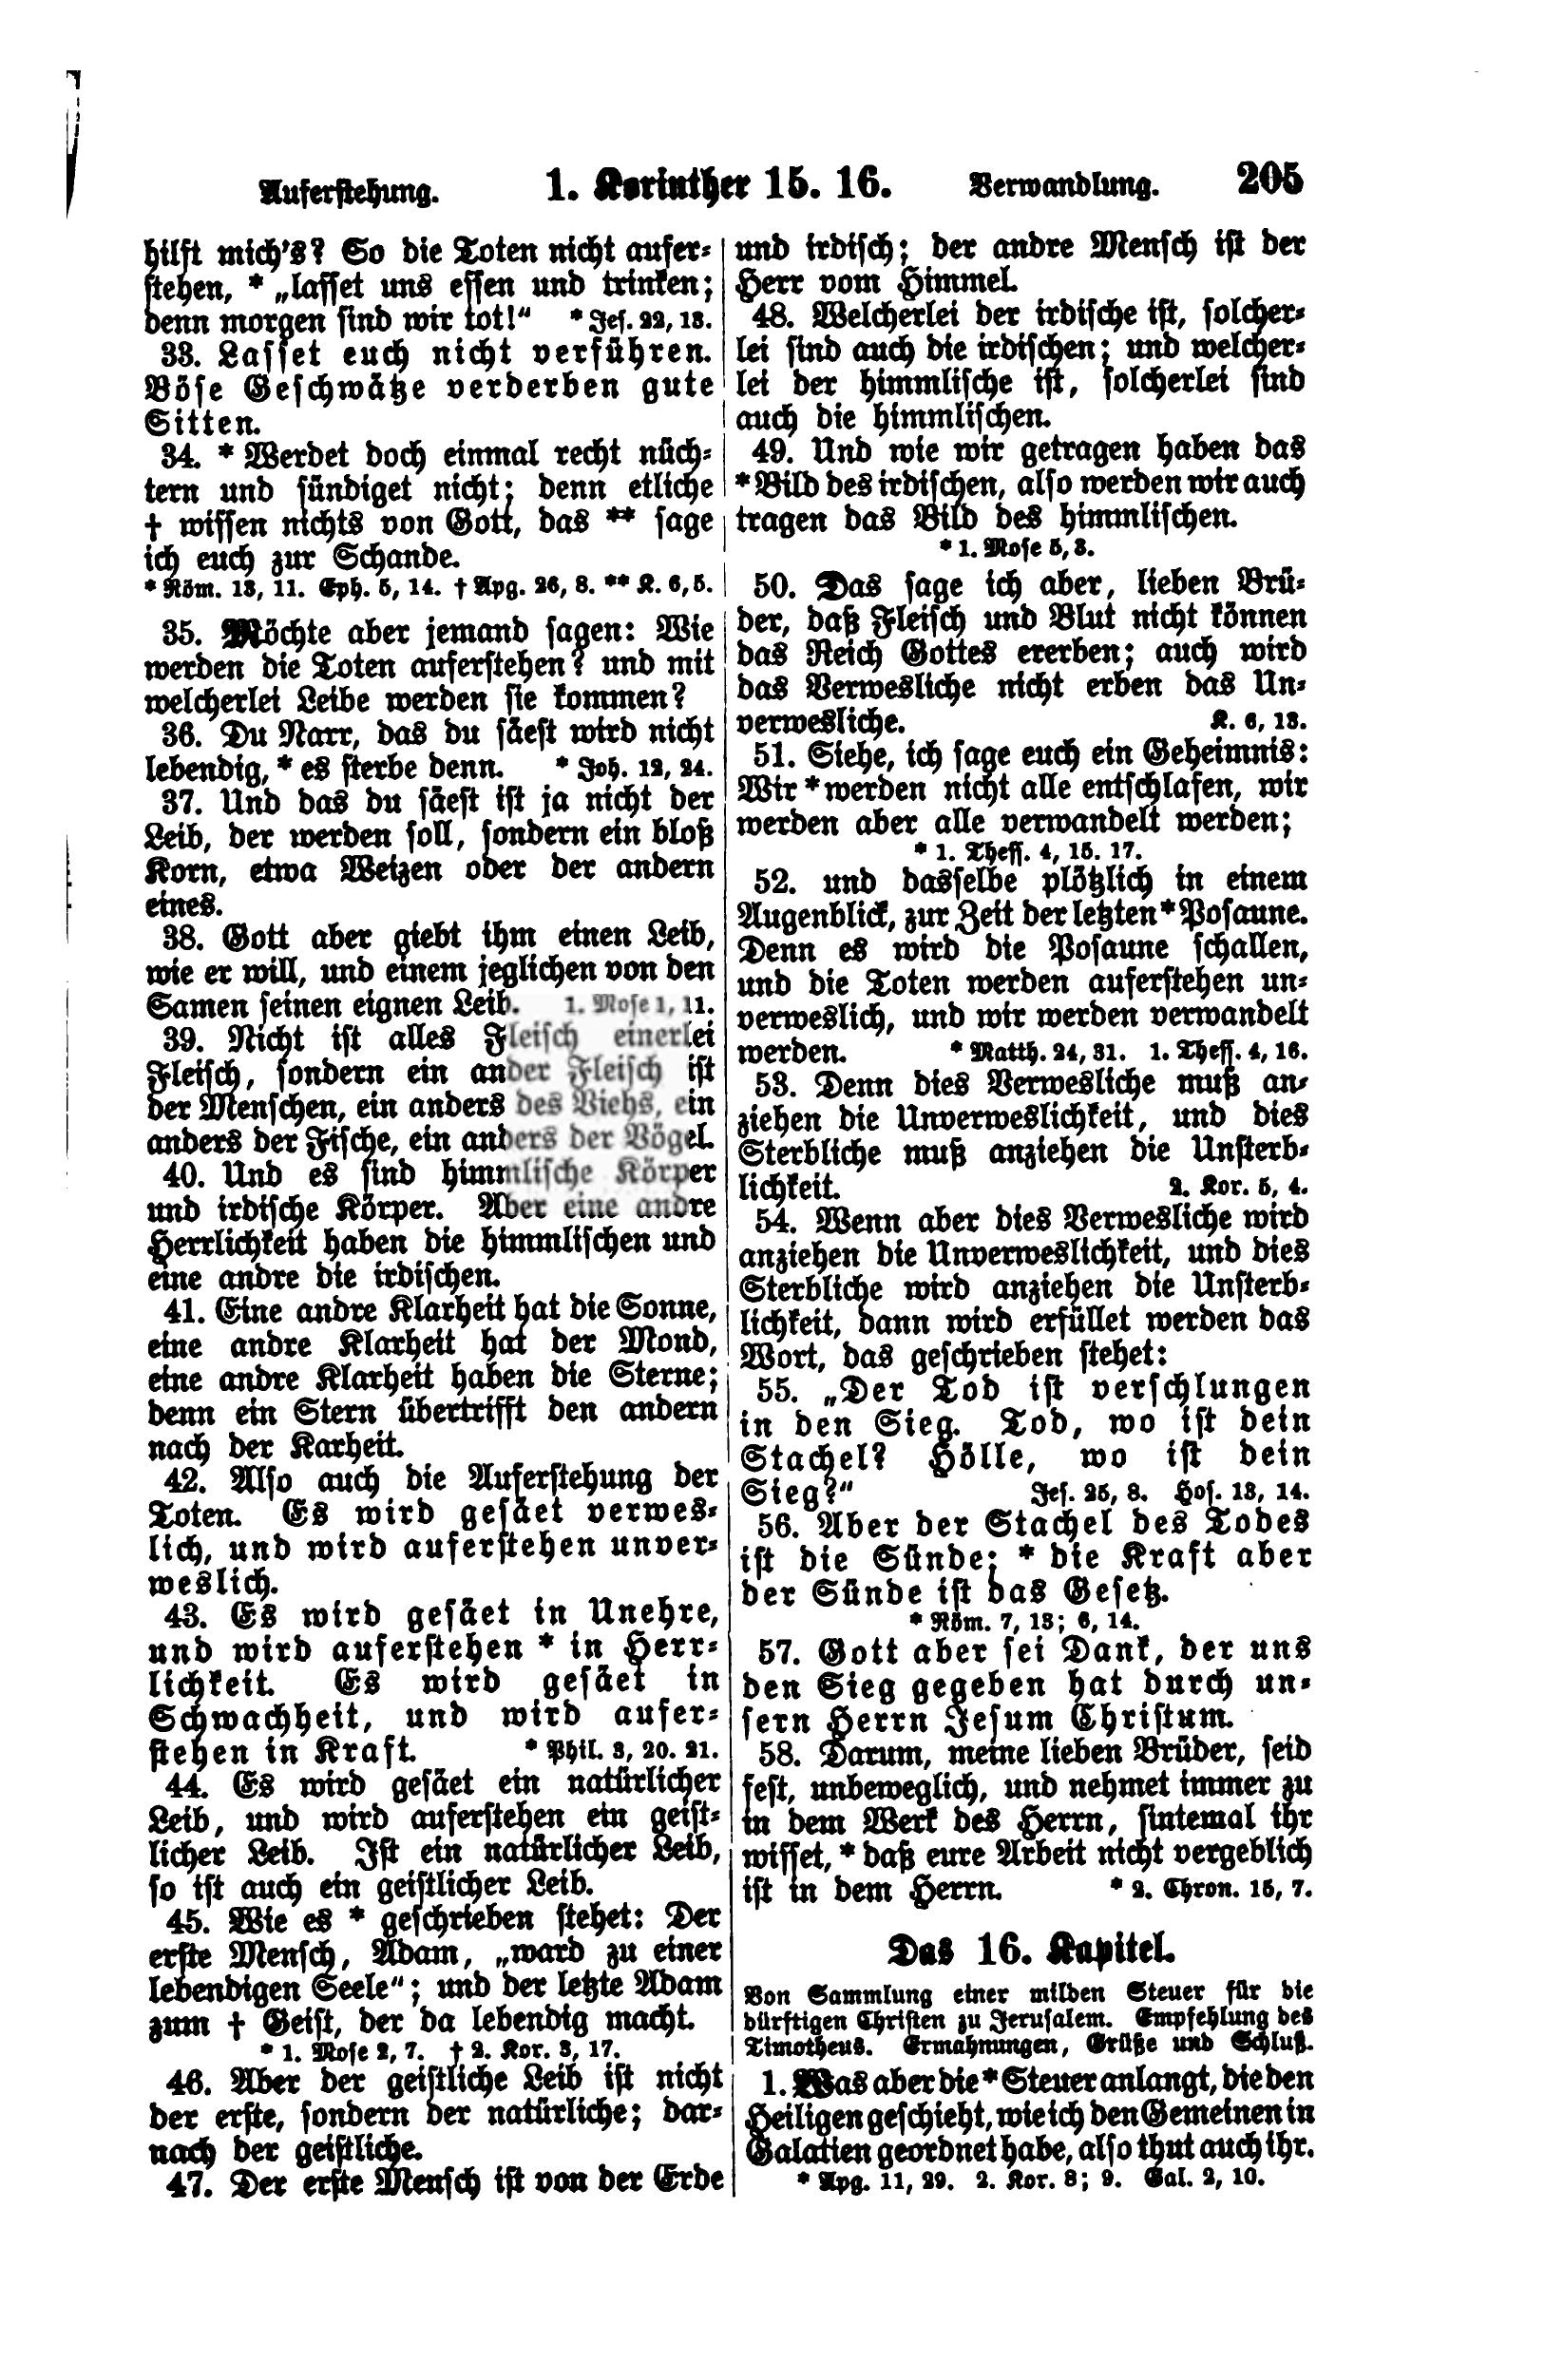 Auferstehung. 1. Korinther 15. 16. Verwandlung. 205
hilft mich's? So die Toten nicht aufer-
stehen, * „lasset uns essen und trinken;
denn morgen sind wir tot!“ * Jes. 22, 13.
33. Lasset euch nicht verführen.
Böse Geschwätze verderben gute
Sitten.
34. * Werdet doch einmal recht nüch-
tern und sündiget nicht; denn etliche
† wissen nichts von Gott, das ** sage
ich euch zur Schande.
* Röm. 13, 11. Eph. 5, 14. † Apg. 26, 8. ** K. 6, 5.
35. Möchte aber jemand sagen: Wie
werden die Toten auferstehen? und mit
welcherlei Leibe werden sie kommen?
36. Du Narr, das du säest wird nicht
lebendig, * es sterbe denn. * Joh. 12, 24.
37. Und das du säest ist ja nicht der
Leib, der werden soll, sondern ein bloß
Korn, etwa Weizen oder der andern
eines.
38. Gott aber giebt ihm einen Leib,
wie er will, und einem jeglichen von den
Samen seinen eignen Leib. 1. Mose 1, 11.
39. Nicht ist alles Fleisch einerlei
Fleisch, sondern ein ander Fleisch ist
der Menschen, ein anders des Viehs, ein
anders der Fische, ein anders der Vögel.
40. Und es sind himmlische Körper
und irdische Körper. Aber eine andre
Herrlichkeit haben die himmlischen und
eine andre die irdischen.
41. Eine andre Klarheit hat die Sonne,
eine andre Klarheit hat der Mond,
eine andre Klarheit haben die Sterne;
denn ein Stern übertrifft den andern
nach der Karheit.
42. Also auch die Auferstehung der
Toten. Es wird gesäet verwes-
lich, und wird auferstehen unver-
weslich.
43. Es wird gesäet in Unehre,
und wird auferstehen * in Herr-
lichkeit. Es wird gesäet in
Schwachheit, und wird aufer-
stehen in Kraft. * Phil. 3, 20. 21.
44. Es wird gesäet ein natürlicher
Leib, und wird auferstehen ein geist-
licher Leib. Ist ein natürlicher Leib,
so ist auch ein geistlicher Leib.
45. Wie es * geschrieben stehet: Der
erste Mensch, Adam, „ward zu einer
lebendigen Seele“; und der letzte Adam
zum † Geist, der da lebendig macht.
* 1. Mose 2, 7. † 2. Kor. 3, 17.
46. Aber der geistliche Leib ist nicht
der erste, sondern der natürliche; dar-
nach der geistliche.
47. Der erste Mensch ist von der Erde
und irdisch; der andre Mensch ist der
Herr vom Himmel.
48. Welcherlei der irdische ist, solcher-
lei sind auch die irdischen; und welcher-
lei der himmlische ist, solcherlei sind
auch die himmlischen.
49. Und wie wir getragen haben das
* Bild des irdischen, also werden wir auch
tragen das Bild des himmlischen.
* 1. Mose 5, 3.
50. Das sage ich aber, lieben Brü-
der, daß Fleisch und Blut nicht können
das Reich Gottes ererben; auch wird
das Verwesliche nicht erben das Un-
verwesliche. K. 6, 13.
51. Siehe, ich sage euch ein Geheimnis:
Wir * werden nicht alle entschlafen, wir
werden aber alle verwandelt werden;
* 1. Thess. 4, 15. 17.
52. und dasselbe plötzlich in einem
Augenblick, zur Zeit der letzten * Posaune.
Denn es wird die Posaune schallen,
und die Toten werden auferstehen un-
verweslich, und wir werden verwandelt
werden. * Matth. 24, 31. 1. Thess. 4, 16.
53. Denn dies Verwesliche muß an-
ziehen die Unverweslichkeit, und dies
Sterbliche muß anziehen die Unsterb-
lichkeit. 2. Kor. 5, 4.
54. Wenn aber dies Verwesliche wird
anziehen die Unverweslichkeit, und dies
Sterbliche wird anziehen die Unsterb-
lichkeit, dann wird erfüllet werden das
Wort, das geschrieben stehet:
55. „Der Tod ist verschlungen
in den Sieg. Tod, wo ist dein
Stachel? Hölle, wo ist dein
Sieg?“ Jes. 25, 8. Hos. 13, 14.
56. Aber der Stachel des Todes
ist die Sünde; * die Kraft aber
der Sünde ist das Gesetz.
* Röm. 7, 13; 6, 14.
57. Gott aber sei Dank, der uns
den Sieg gegeben hat durch un-
sern Herrn Jesum Christum.
58. Darum, meine lieben Brüder, seid
fest, unbeweglich, und nehmet immer zu
in dem Werk des Herrn, sintemal ihr
wisset, * daß eure Arbeit nicht vergeblich
ist in dem Herrn. * 2. Chron. 15, 7.
Das 16. Kapitel.
Von Sammlung einer milden Steuer für die
dürftigen Christen zu Jerusalem. Empfehlung des
Timotheus. Ermahnungen, Grüße und Schluß.
1. Was aber die * Steuer anlangt, die den
Heiligen geschieht, wie ich den Gemeinen in
Galatien geordnet habe, also thut auch ihr.
* Apg. 11, 29. 2. Kor. 8; 9. Gal. 2, 10.